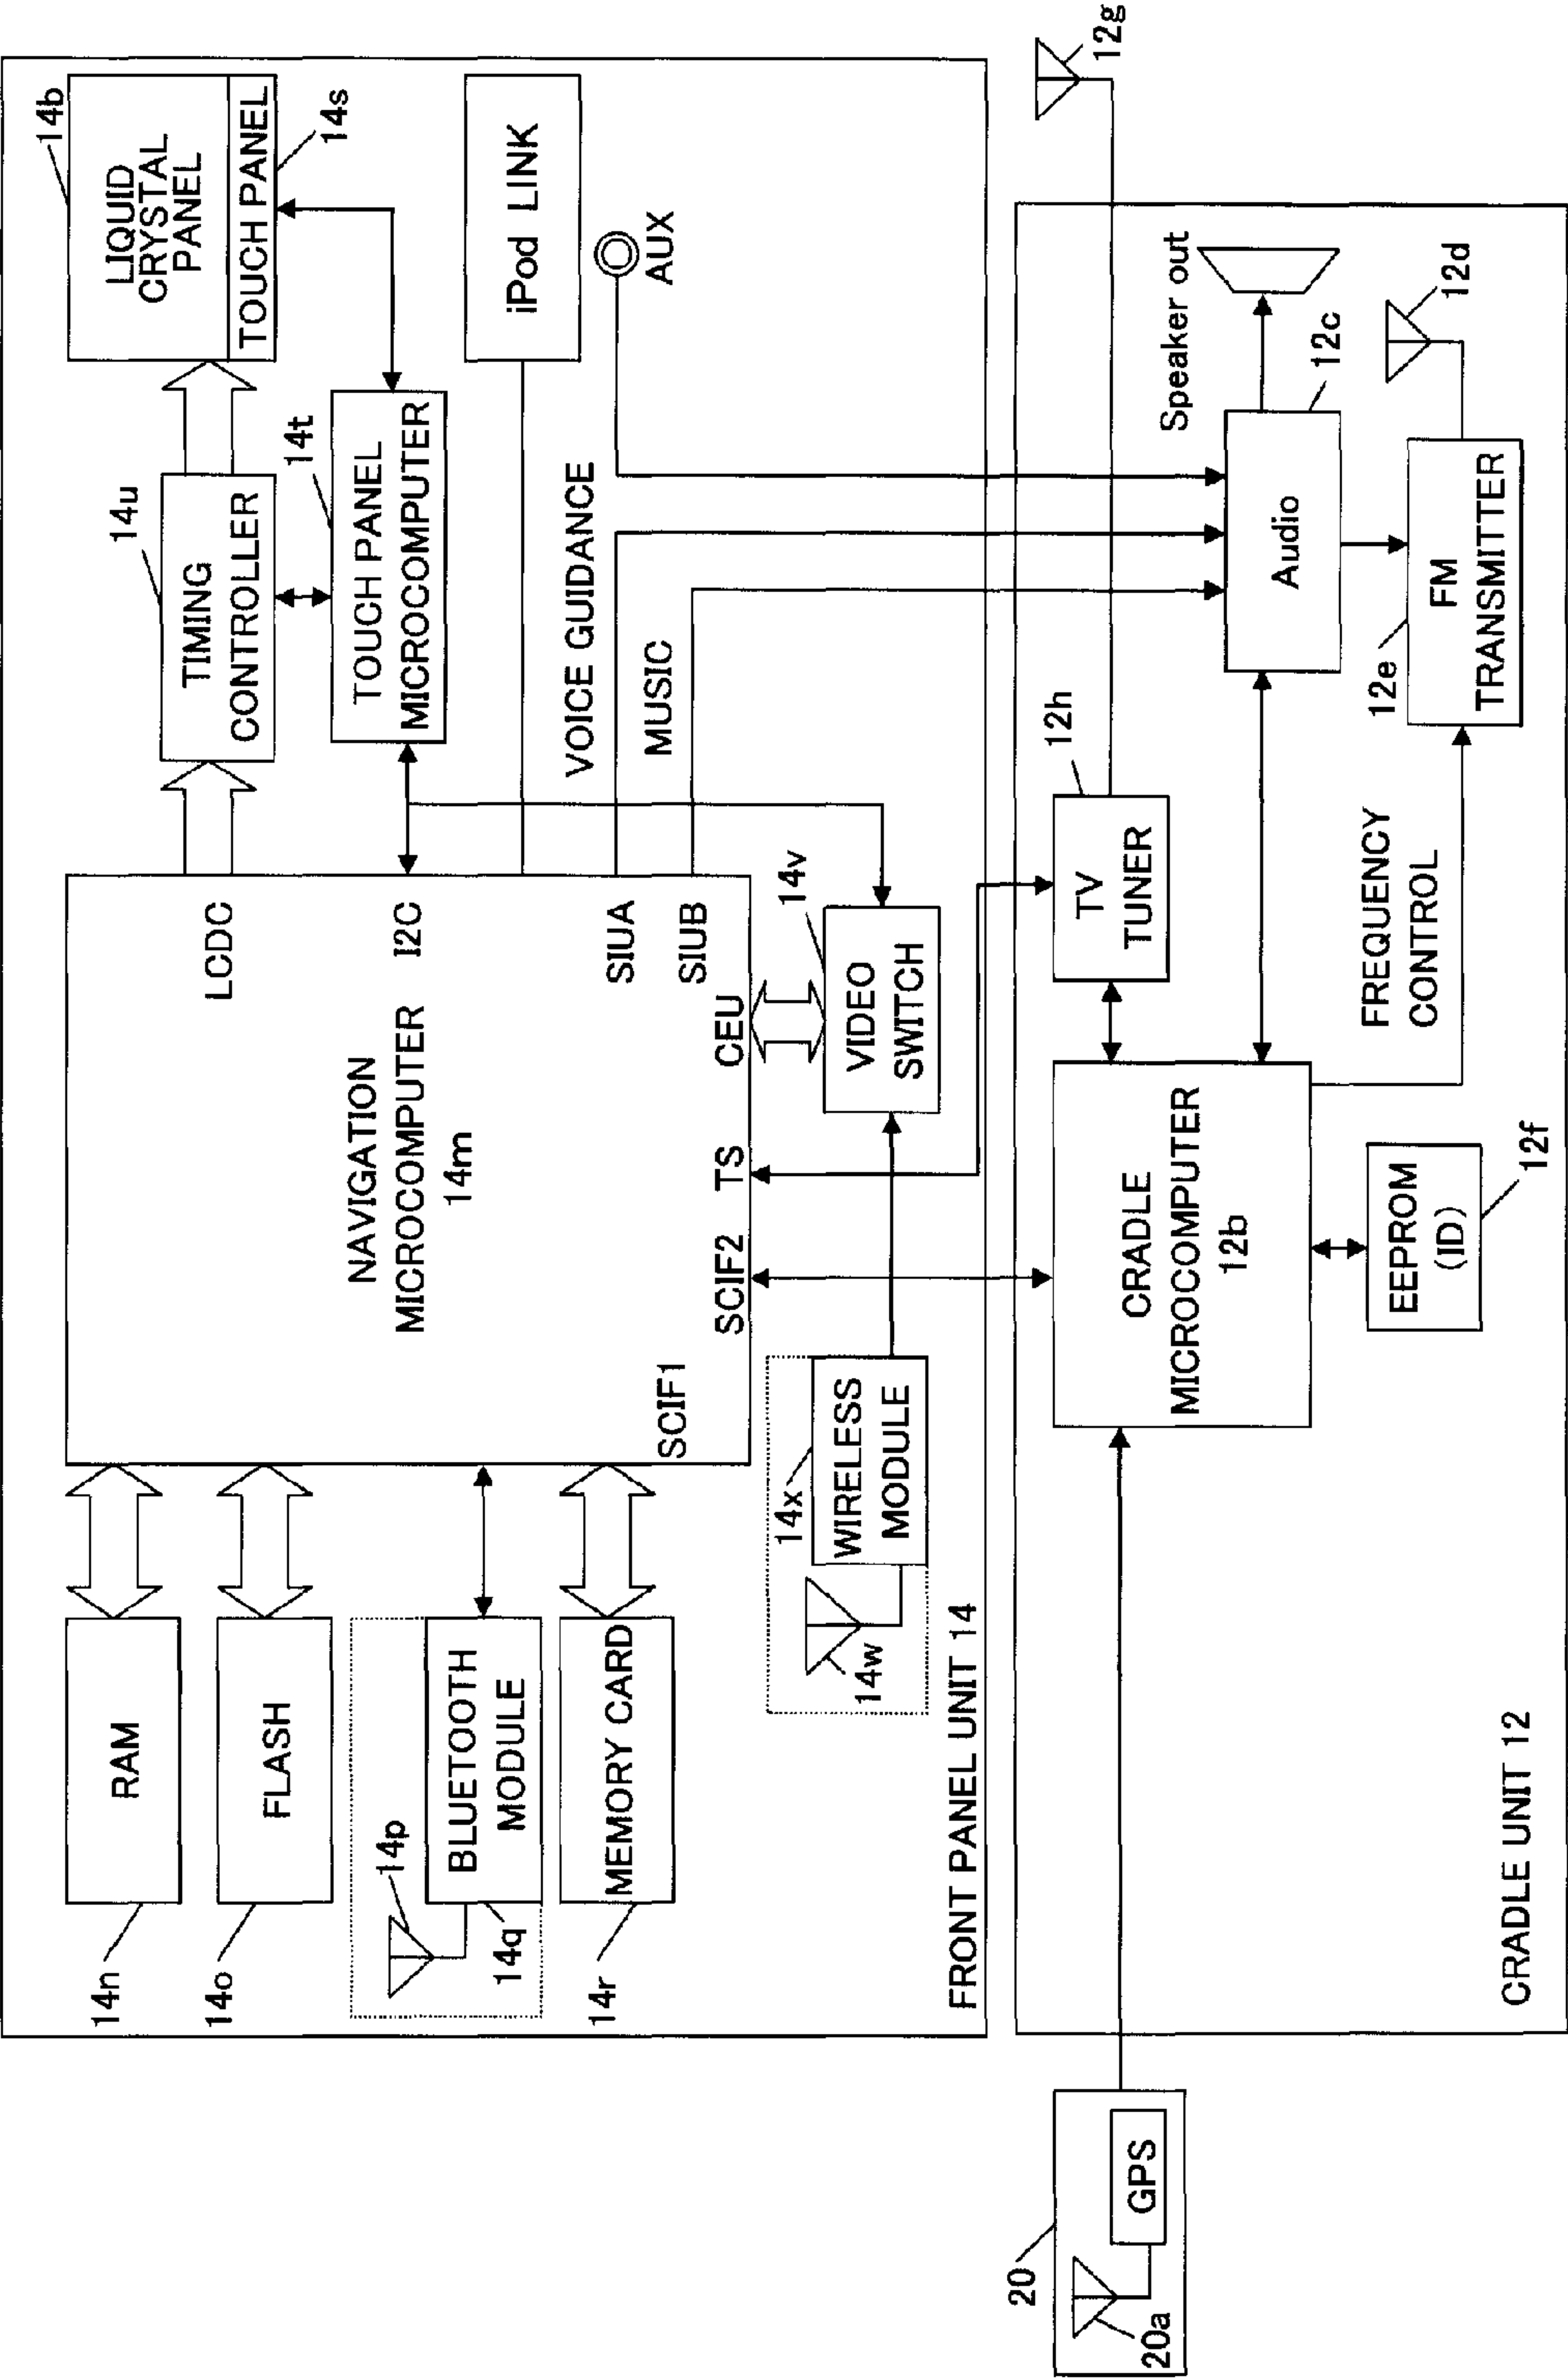 14n
RAM
14o
FLASH
14p
BLUETOOTH
MODULE
14q
14r
MEMORY CARD
NAVIGATION
MICROCOMPUTER
14m
LCDC
I2C
SIUA
SIUB
CEU
TS
SCIF2
SCIF1
14u
TIMING
CONTROLLER
14t
TOUCH PANEL
MICROCOMPUTER
14b
LIQUID
CRYSTAL
PANEL
TOUCH PANEL
14s
iPod LINK
AUX
VOICE GUIDANCE
MUSIC
14v
VIDEO
SWITCH
14x
WIRELESS
MODULE
14w
FRONT PANEL UNIT 14
12g
20
20a
GPS
CRADLE
MICROCOMPUTER
12b
EEPROM
(ID)
12f
12h
TV
TUNER
FREQUENCY
CONTROL
Speaker out
12c
Audio
12d
12e
FM
TRANSMITTER
CRADLE UNIT 12